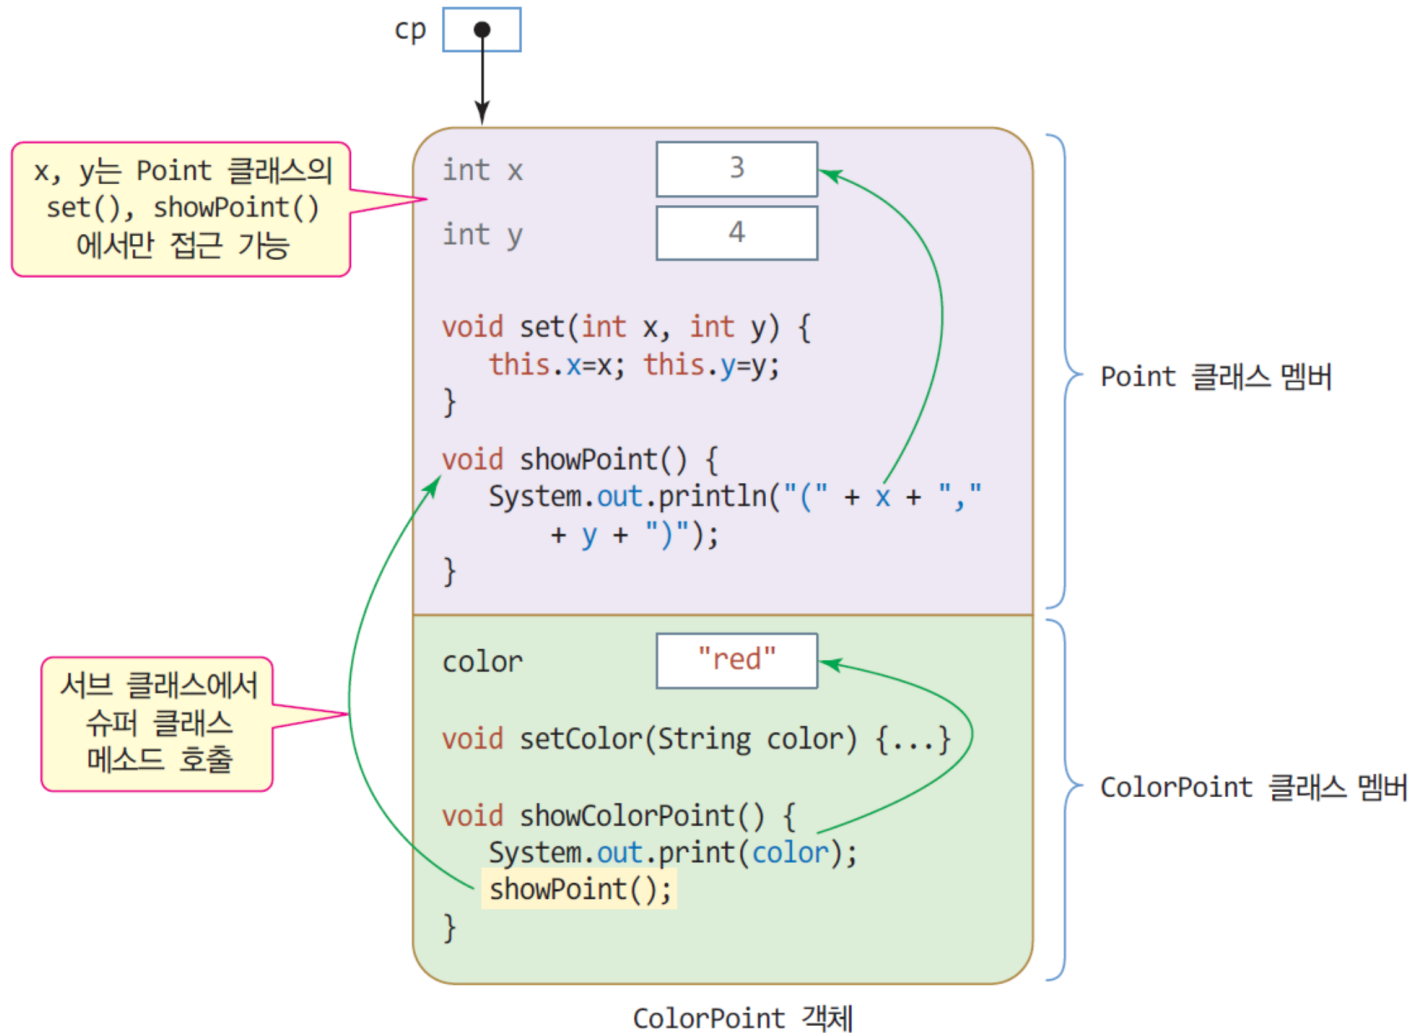 cp
x, y는 Point 클래스의
set(), showPoint()
에서만 접근 가능
int x
3
int y
4
void set(int x, int y) {
this.x=x; this.y=y;
}
void showPoint() {
System.out.println("(" + x + ","
+ y + ")");
}
Point 클래스 멤버
서브 클래스에서
슈퍼 클래스
메소드 호출
color
"red"
void setColor(String color) {...}
void showColorPoint() {
System.out.print(color);
showPoint();
}
ColorPoint 클래스 멤버
ColorPoint 객체